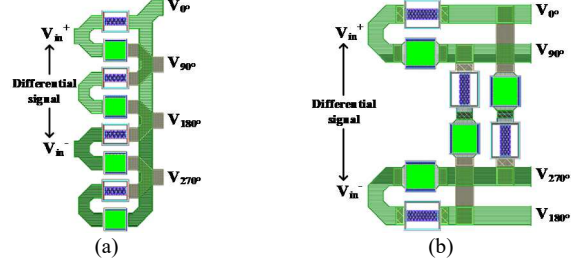 V0°
Vin+
V90°
Differential
signal
V180°
Vin-
V270°
(a)
V0°
Vin+
V90°
Differential
signal
V270°
Vin-
V180°
(b)